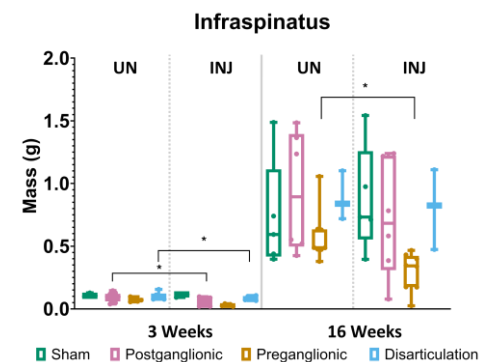 Infraspinatus
UN INJ UN INJ
Mass (g)
2.0
1.5
1.0
0.5
0.0
*
*
*
3 Weeks 16 Weeks
Sham Postganglionic Preganglionic Disarticulation